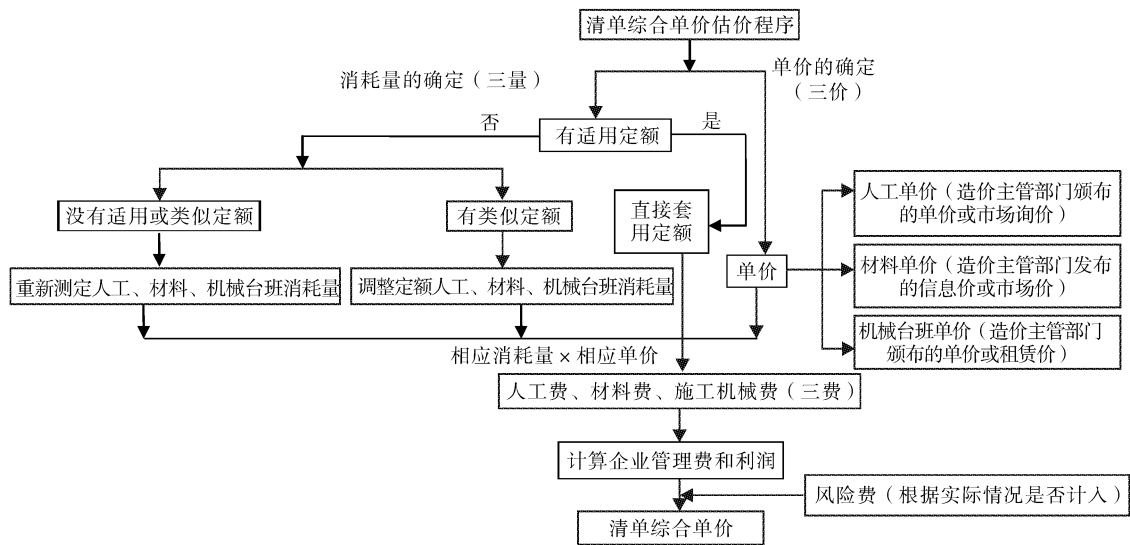 清单综合单价估价程序
消耗量的确定（三量）
单价的确定
（三价）
否
有适用定额
是
没有适用或类似定额
有类似定额
直接套
用定额
人工单价（造价主管部门颁布
的单价或市场询价）
单价
材料单价（造价主管部门发布
的信息价或市场价）
重新测定人工、材料、机械台班消耗量
调整定额人工、材料、机械台班消耗量
机械台班单价（造价主管部门
颁布的单价或租赁价）
相应消耗量×相应单价
人工费、材料费、施工机械费（三费）
计算企业管理费和利润
风险费（根据实际情况是否计入）
清单综合单价